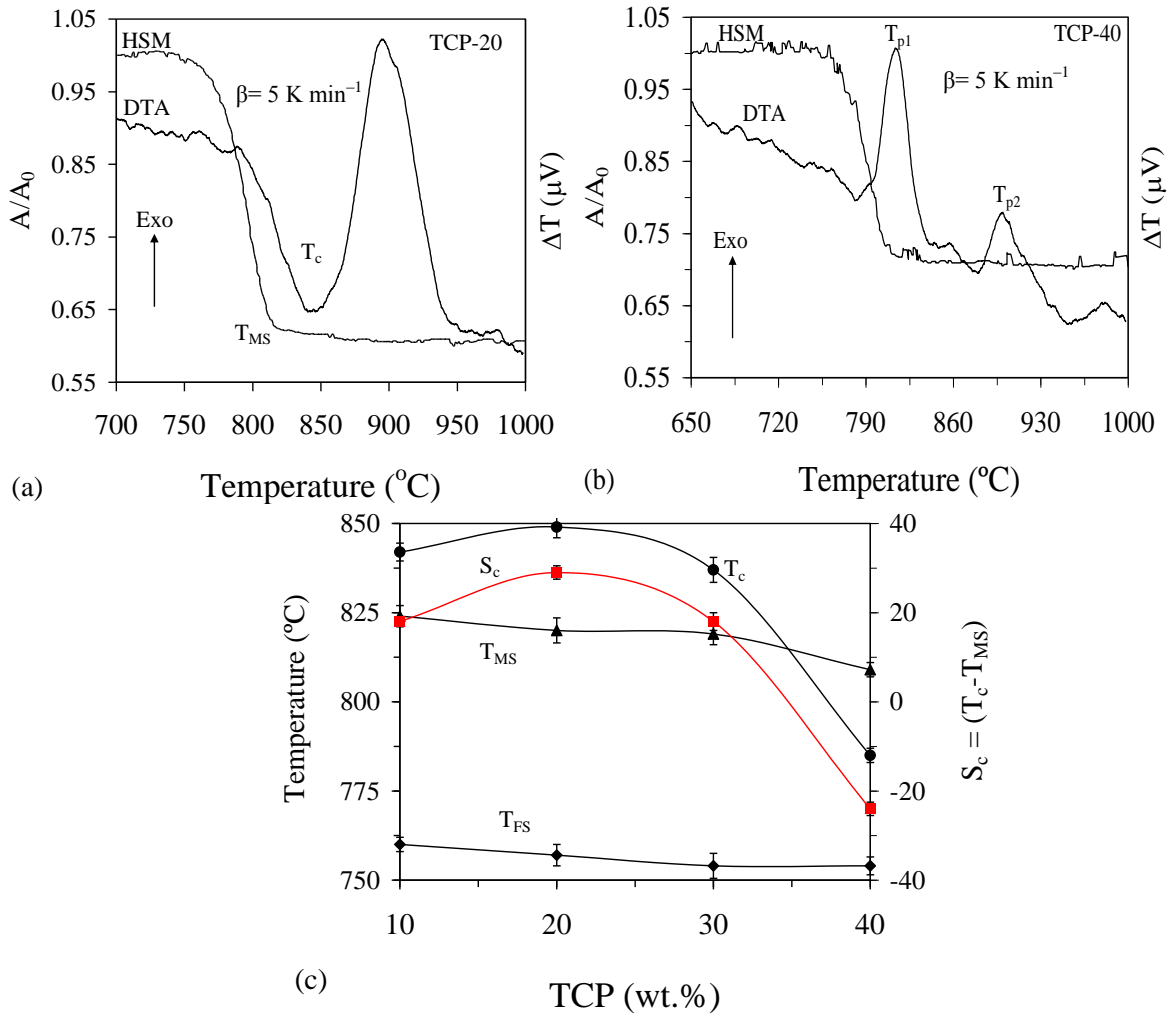 1.05
HSM
TCP-20
0.95
β= 5 K min⁻¹
DTA
0.85
A/A₀
ΔT (µV)
0.75
Exo
T_c
0.65
T_MS
0.55
700 750 800 850 900 950 1000
(a)
Temperature (°C)
1.05
HSM
T_p1
TCP-40
0.95
β= 5 K min⁻¹
DTA
0.85
A/A₀
ΔT (µV)
T_p2
0.75
Exo
0.65
0.55
650 720 790 860 930 1000
(b)
Temperature (ºC)
850
40
S_c
T_c
825
20
T_MS
Temperature (ºC)
800
0
S_c = (T_c-T_MS)
775
-20
T_FS
750
-40
10 20 30 40
(c)
TCP (wt.%)